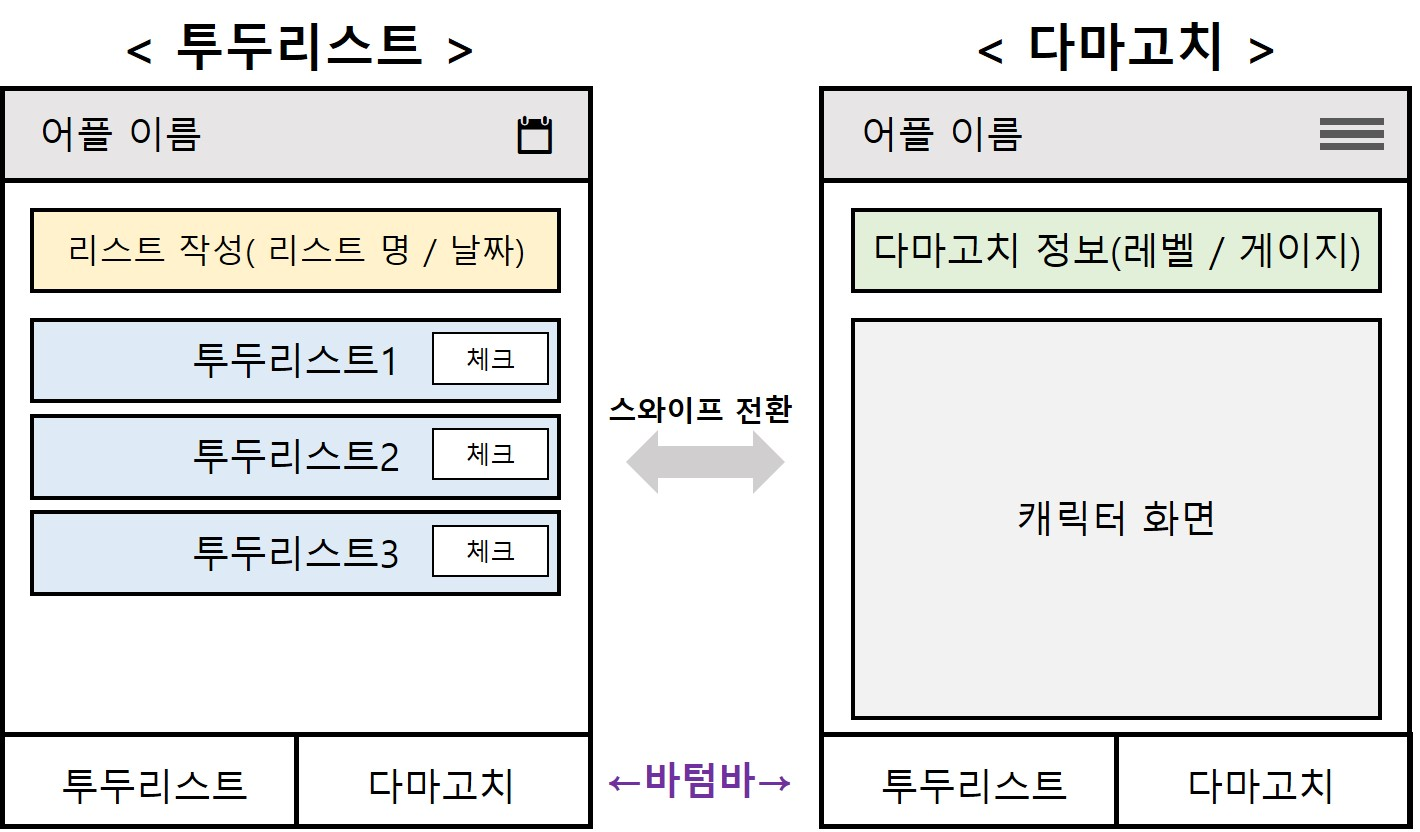 < 투두리스트 >
어플 이름
리스트 작성( 리스트 명 / 날짜)
투두리스트1
체크
투두리스트2
체크
투두리스트3
체크
투두리스트
다마고치
스와이프 전환
←바텀바→
< 다마고치 >
어플 이름
다마고치 정보(레벨 / 게이지)
캐릭터 화면
투두리스트
다마고치